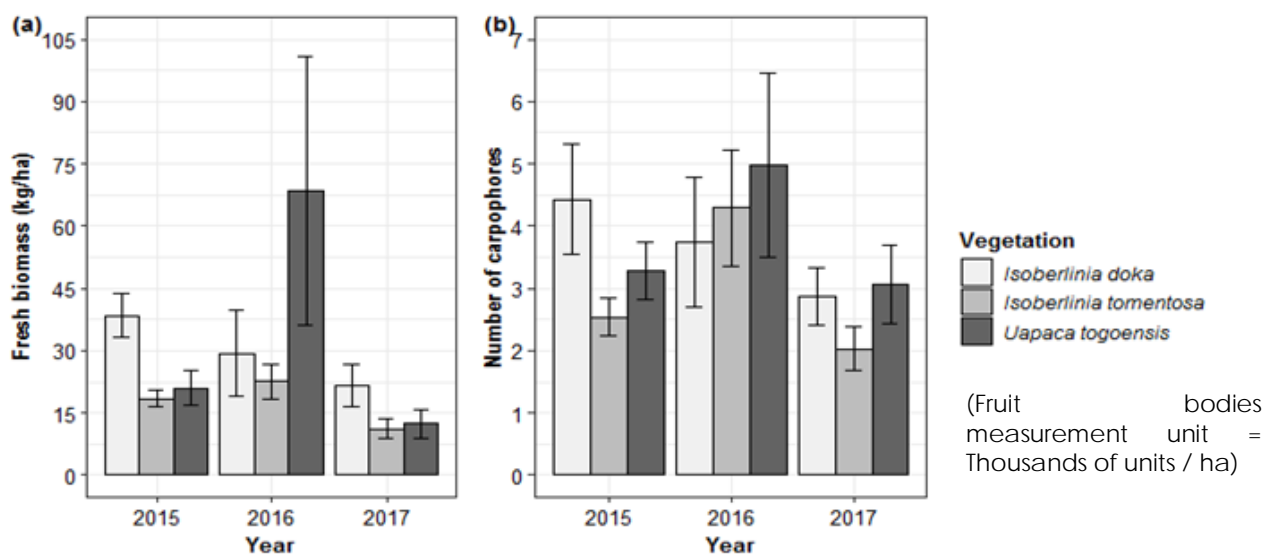 (a)
105
90
75
60
45
30
15
0
Fresh biomass (kg/ha)
2015
2016
2017
Year
(b)
7
6
5
4
3
2
1
0
Number of carpophores
2015
2016
2017
Year
Vegetation
Isoberlinia doka
Isoberlinia tomentosa
Uapaca togoensis
(Fruit bodies
measurement unit =
Thousands of units / ha)